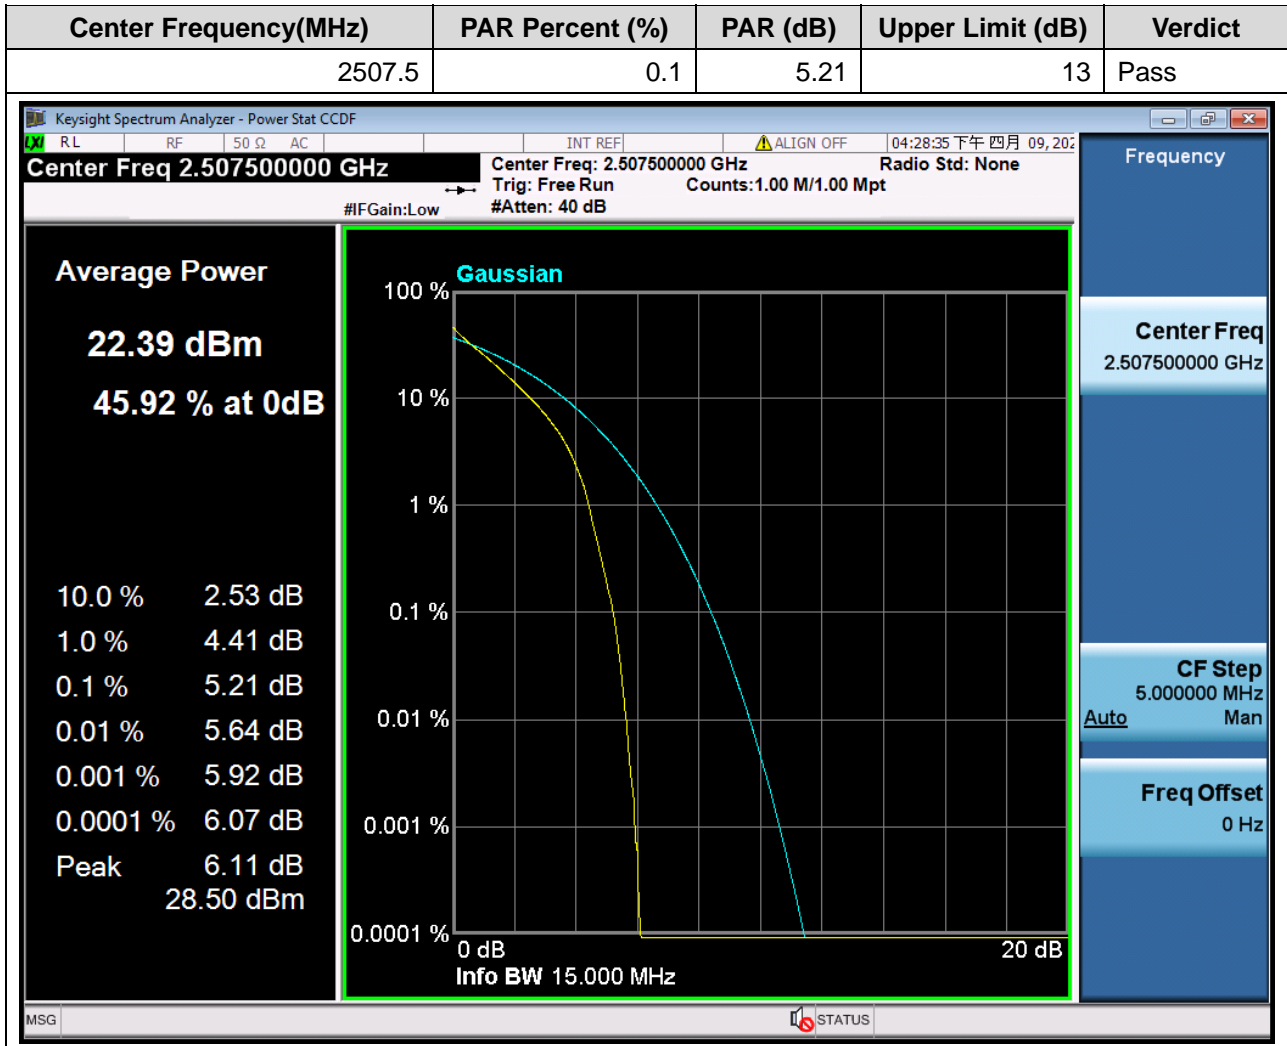 Center Frequency(MHz) PAR Percent (%) PAR (dB) Upper Limit (dB) Verdict
2507.5 0.1 5.21 13 Pass
Keysight Spectrum Analyzer - Power Stat CCDF
LXI RL RF 50 Ω AC INT REF ALIGN OFF 04:28:35 下午 四月 09, 202
Center Freq 2.507500000 GHz
#IFGain:Low
Center Freq: 2.507500000 GHz Radio Std: None
Trig: Free Run Counts:1.00 M/1.00 Mpt
#Atten: 40 dB
Average Power
22.39 dBm
45.92 % at 0dB
10.0 % 2.53 dB
1.0 % 4.41 dB
0.1 % 5.21 dB
0.01 % 5.64 dB
0.001 % 5.92 dB
0.0001 % 6.07 dB
Peak 6.11 dB
28.50 dBm
Gaussian
100 %
10 %
1 %
0.1 %
0.01 %
0.001 %
0.0001 %
0 dB 20 dB
Info BW 15.000 MHz
Frequency
Center Freq
2.507500000 GHz
CF Step
5.000000 MHz
Auto Man
Freq Offset
0 Hz
MSG STATUS